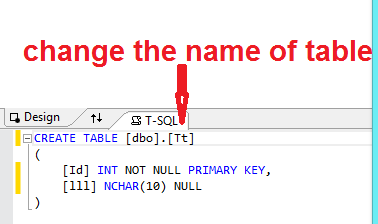 change the name of table
Design
T-SQL
CREATE TABLE [dbo].[Tt]
(
[Id] INT NOT NULL PRIMARY KEY,
[lll] NCHAR(10) NULL
)